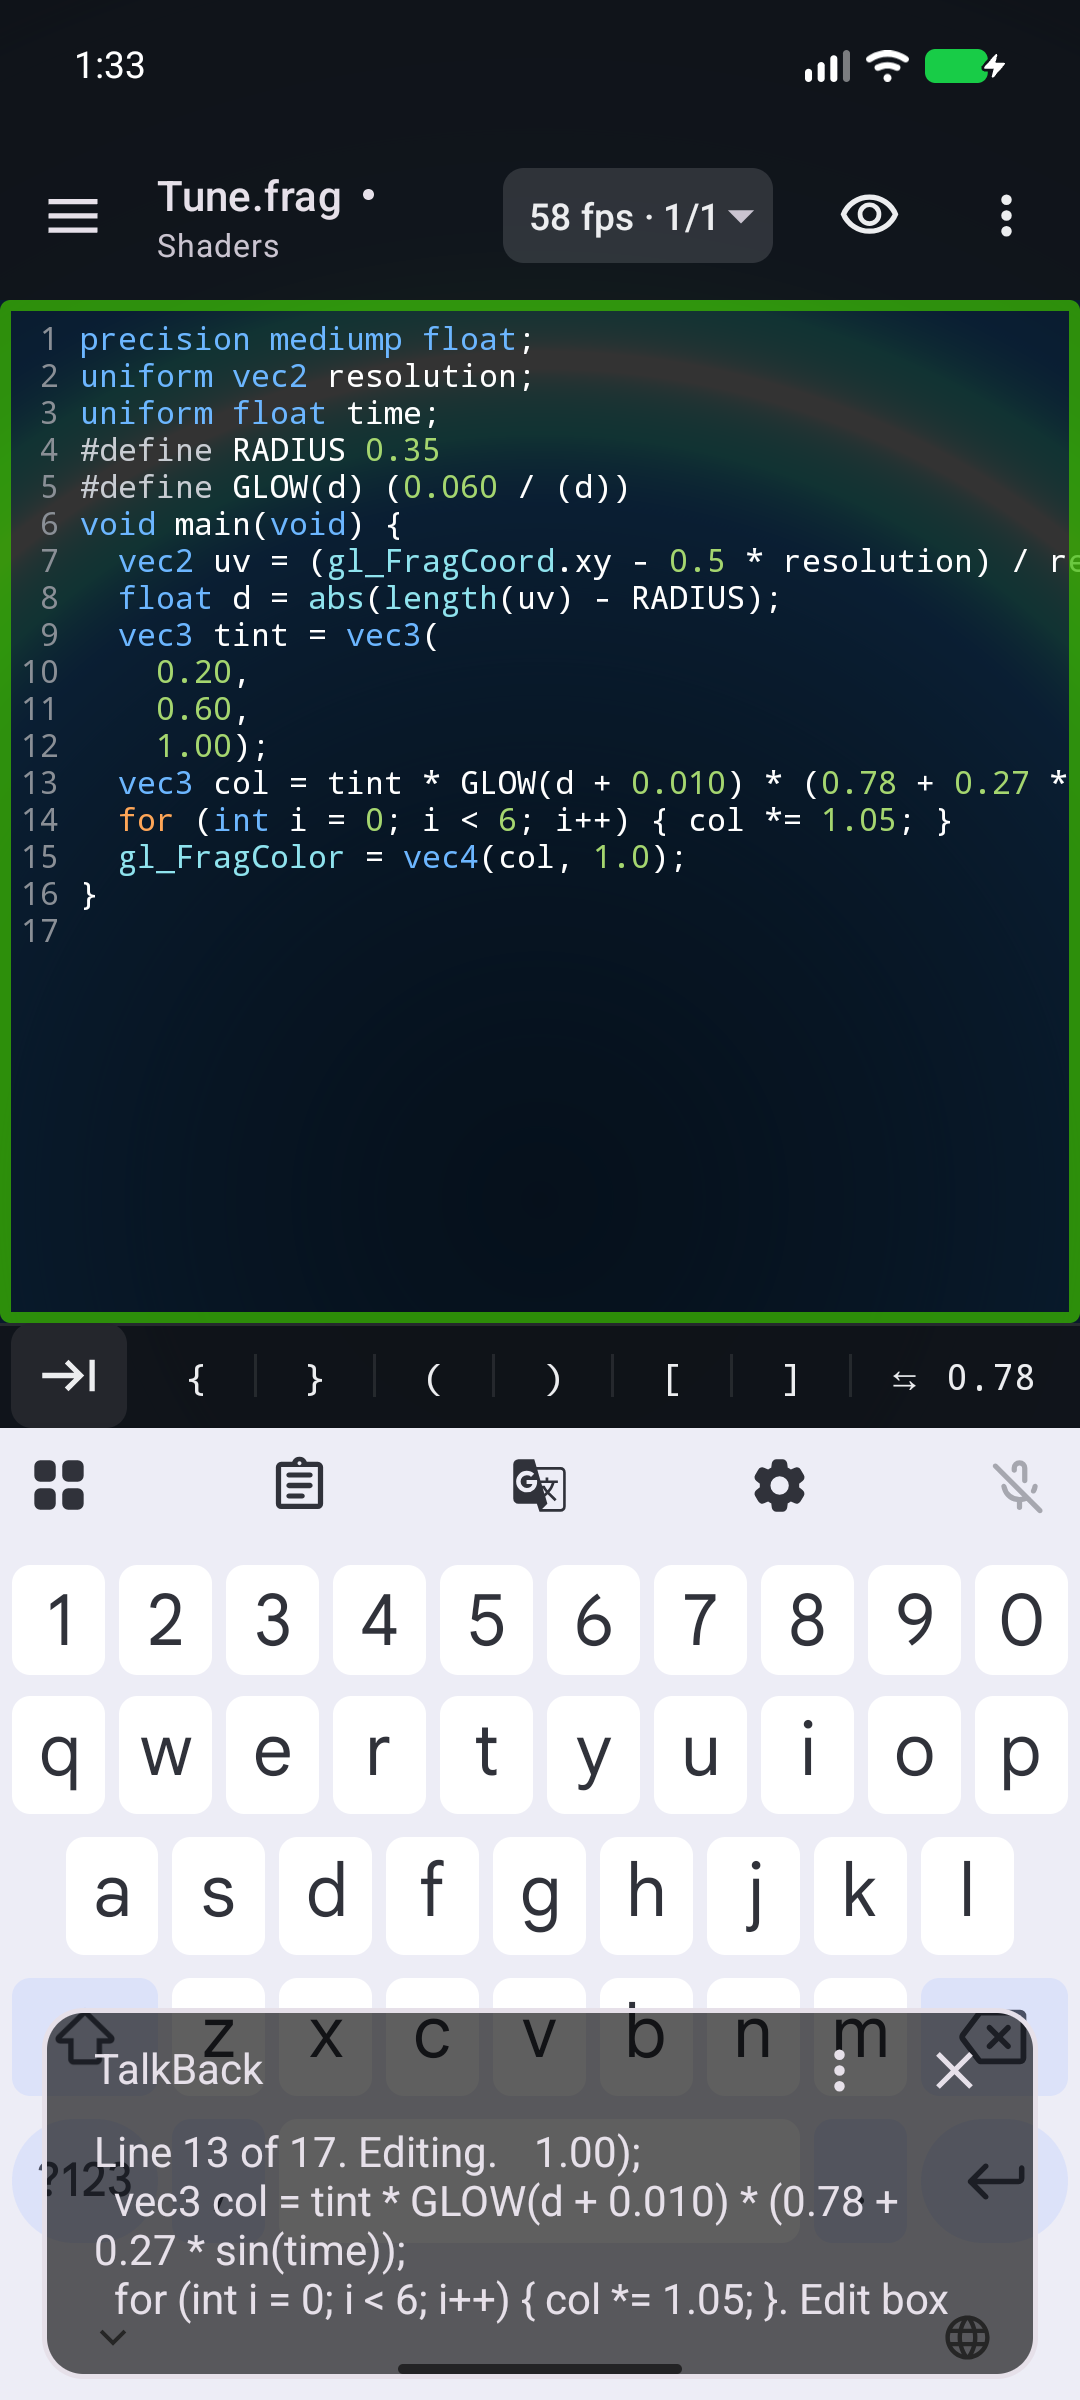 1:33
Tune.frag •
Shaders
58 fps · 1/1
1 precision mediump float;
2 uniform vec2 resolution;
3 uniform float time;
4 #define RADIUS 0.35
5 #define GLOW(d) (0.060 / (d))
6 void main(void) {
7   vec2 uv = (gl_FragCoord.xy - 0.5 * resolution) / re
8   float d = abs(length(uv) - RADIUS);
9   vec3 tint = vec3(
10     0.20,
11     0.60,
12     1.00);
13   vec3 col = tint * GLOW(d + 0.010) * (0.78 + 0.27 *
14   for (int i = 0; i < 6; i++) { col *= 1.05; }
15   gl_FragColor = vec4(col, 1.0);
16 }
17
{ } ( ) [ ] ⇆ 0.78
G 文
1 2 3 4 5 6 7 8 9 0
q w e r t y u i o p
a s d f g h j k l
z x c v b n m
TalkBack
?123
Line 13 of 17. Editing.    1.00);
  vec3 col = tint * GLOW(d + 0.010) * (0.78 +
0.27 * sin(time));
  for (int i = 0; i < 6; i++) { col *= 1.05; }. Edit box